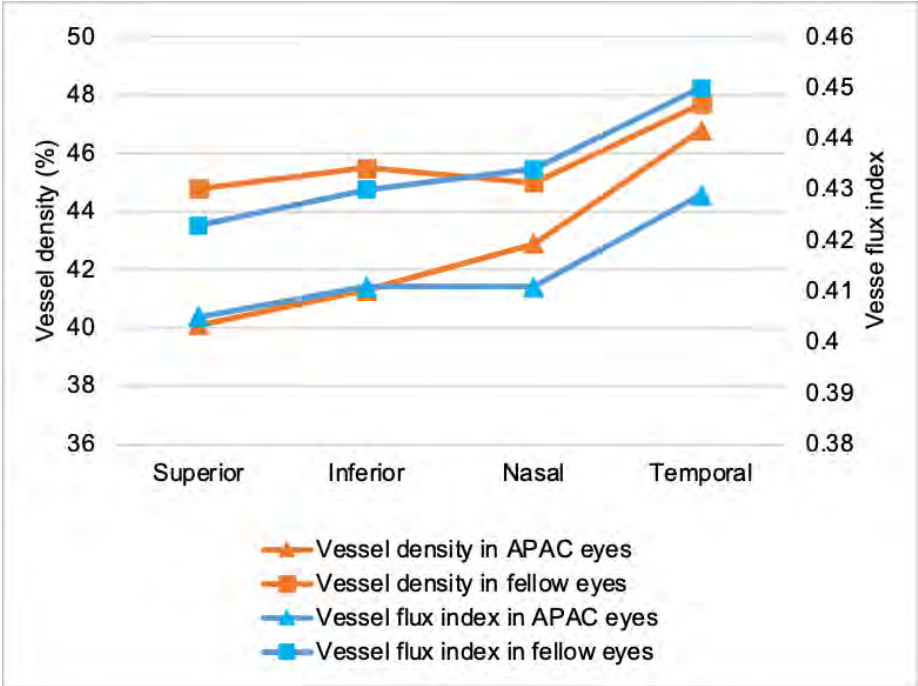 Vessel density (%)
50
48
46
44
42
40
38
36
0.46
0.45
0.44
0.43
0.42
0.41
0.4
0.39
0.38
Vesse flux index
Superior
Inferior
Nasal
Temporal
Vessel density in APAC eyes
Vessel density in fellow eyes
Vessel flux index in APAC eyes
Vessel flux index in fellow eyes